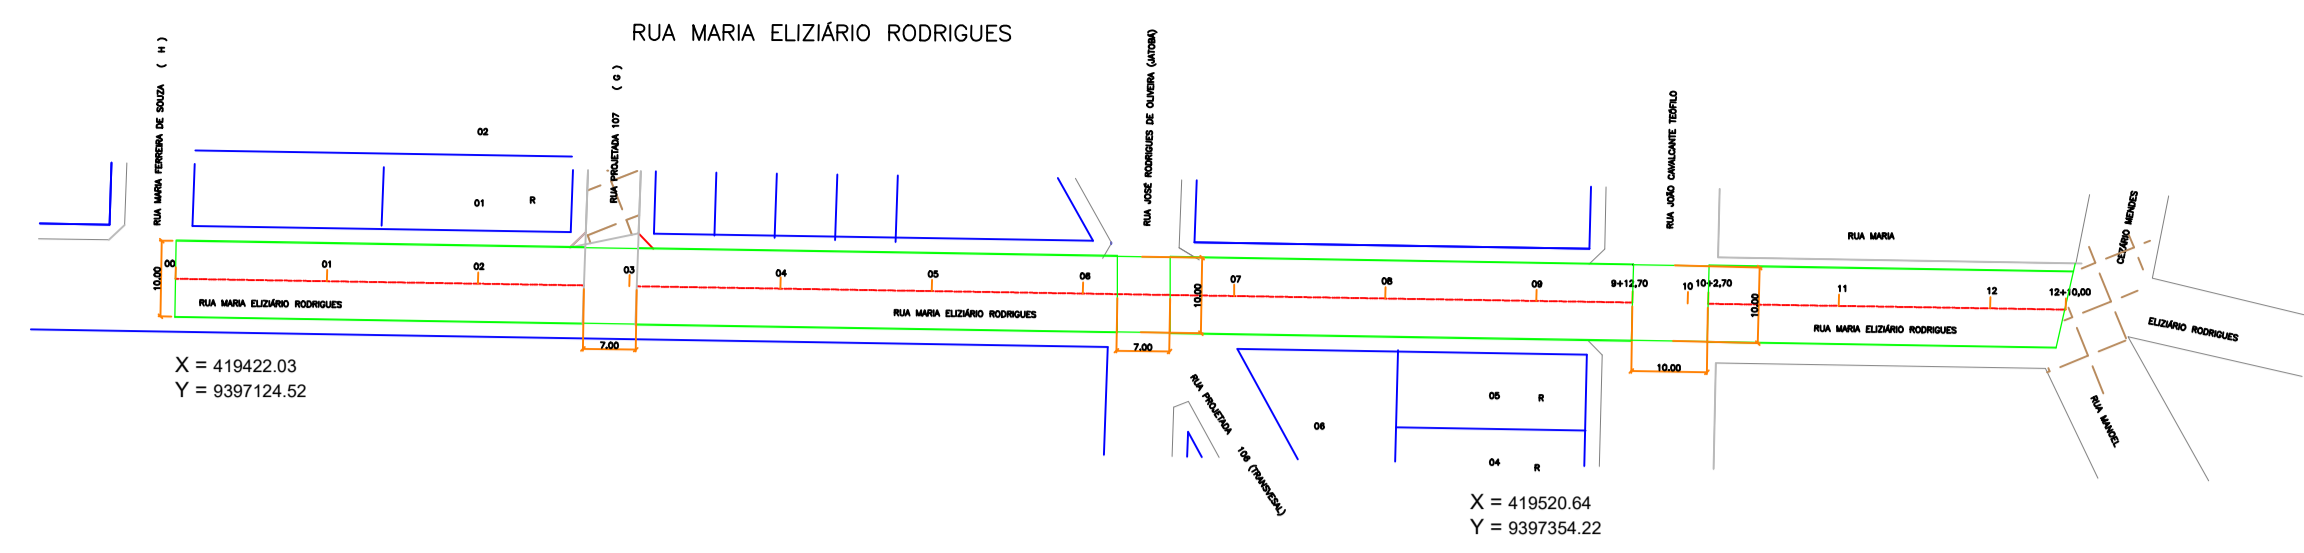 RUA MARIA ELIZIÁRIO RODRIGUES
RUA MARIA FERREIRA DE SOUZA ( H )
RUA PROJETADA 107 ( G )
RUA JOSÉ RODRIGUES DE OLIVEIRA (JATOBÁ)
RUA JOÃO CAVALCANTE TEÓFILO
CEZÁRIO MENDES
02
01
R
RUA MARIA
00
01
02
03
04
05
06
07
08
09
9+12,70
10
10+2,70
11
12
12+10,00
10.00
10.00
10.00
RUA MARIA ELIZIÁRIO RODRIGUES
RUA MARIA ELIZIÁRIO RODRIGUES
RUA MARIA ELIZIÁRIO RODRIGUES
ELIZIÁRIO RODRIGUES
7.00
7.00
10.00
X = 419422.03
Y = 9397124.52
RUA PROJETADA 106 (TRANSVESAL)
05
R
06
04
R
RUA MANOEL
X = 419520.64
Y = 9397354.22